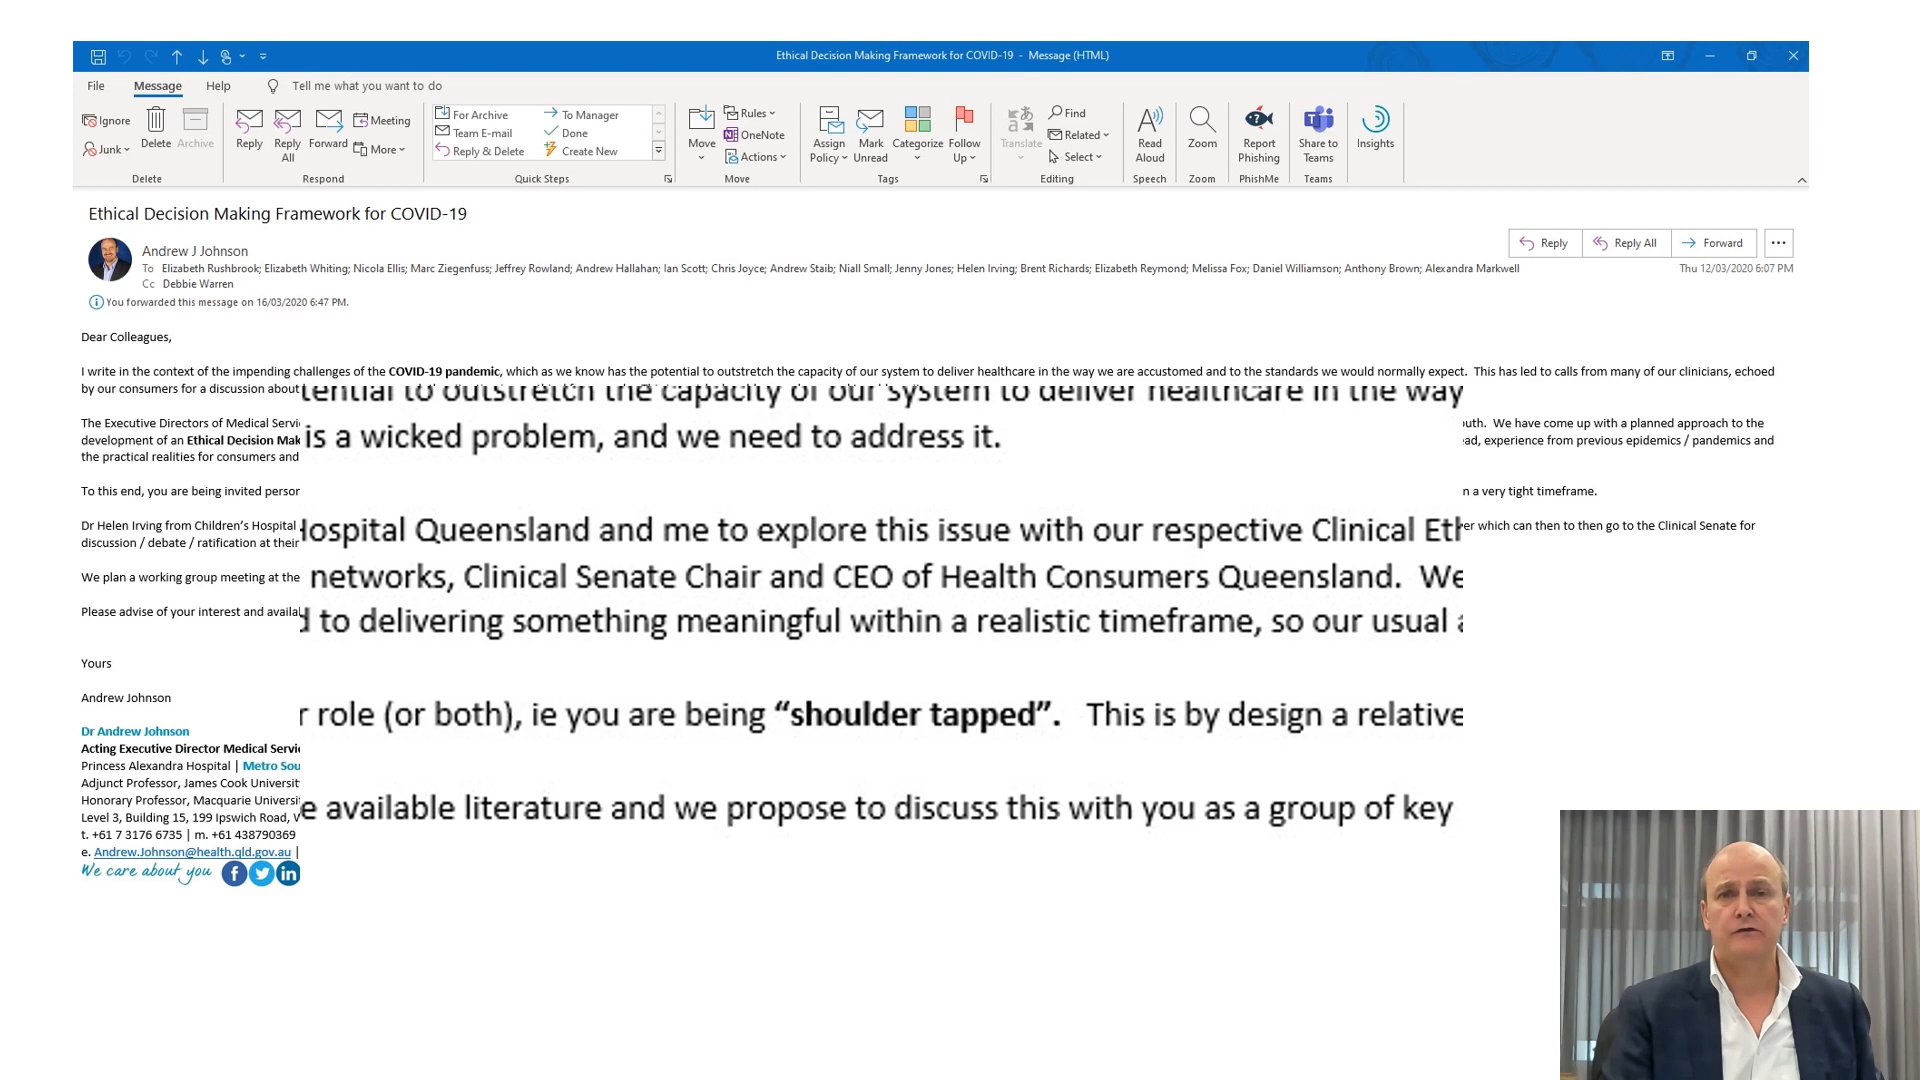 Ethical Decision Making Framework for COVID-19 - Message (HTML)
File Message Help Tell me what you want to do
Ignore
Junk
Delete
Archive
Delete
Reply
Reply All
Forward
Meeting
More
Respond
For Archive
To Manager
Team E-mail
Done
Reply & Delete
Create New
Quick Steps
Move
Rules
OneNote
Actions
Move
Assign Policy
Mark Unread
Categorize
Follow Up
Tags
Translate
Find
Related
Select
Editing
Read Aloud
Speech
Zoom
Zoom
Report Phishing
PhishMe
Share to Teams
Teams
Insights
Ethical Decision Making Framework for COVID-19
Andrew J Johnson
Reply Reply All Forward
To Elizabeth Rushbrook; Elizabeth Whiting; Nicola Ellis; Marc Ziegenfuss; Jeffrey Rowland; Andrew Hallahan; Ian Scott; Chris Joyce; Andrew Staib; Niall Small; Jenny Jones; Helen Irving; Brent Richards; Elizabeth Reymond; Melissa Fox; Daniel Williamson; Anthony Brown; Alexandra Markwell
Thu 12/03/2020 6:07 PM
Cc Debbie Warren
You forwarded this message on 16/03/2020 6:47 PM.
Dear Colleagues,
I write in the context of the impending challenges of the COVID-19 pandemic, which as we know has the potential to outstretch the capacity of our system to deliver healthcare in the way we are accustomed and to the standards we would normally expect. This has led to calls from many of our clinicians, echoed
by our consumers for a discussion about
tential to outstretch the capacity of our system to deliver healthcare in the way
is a wicked problem, and we need to address it.
Hospital Queensland and me to explore this issue with our respective Clinical Eth
networks, Clinical Senate Chair and CEO of Health Consumers Queensland. We
d to delivering something meaningful within a realistic timeframe, so our usual a
r role (or both), ie you are being “shoulder tapped”. This is by design a relative
e available literature and we propose to discuss this with you as a group of key
The Executive Directors of Medical Servi
outh. We have come up with a planned approach to the
development of an Ethical Decision Mak
ead, experience from previous epidemics / pandemics and
the practical realities for consumers and
To this end, you are being invited person
n a very tight timeframe.
Dr Helen Irving from Children’s Hospital
er which can then to then go to the Clinical Senate for
discussion / debate / ratification at their
We plan a working group meeting at the
Please advise of your interest and availal
Yours
Andrew Johnson
Dr Andrew Johnson
Acting Executive Director Medical Servic
Princess Alexandra Hospital | Metro Sou
Adjunct Professor, James Cook Universit
Honorary Professor, Macquarie Universi
Level 3, Building 15, 199 Ipswich Road, V
t. +61 7 3176 6735 | m. +61 438790369
e. Andrew.Johnson@health.qld.gov.au |
We care about you